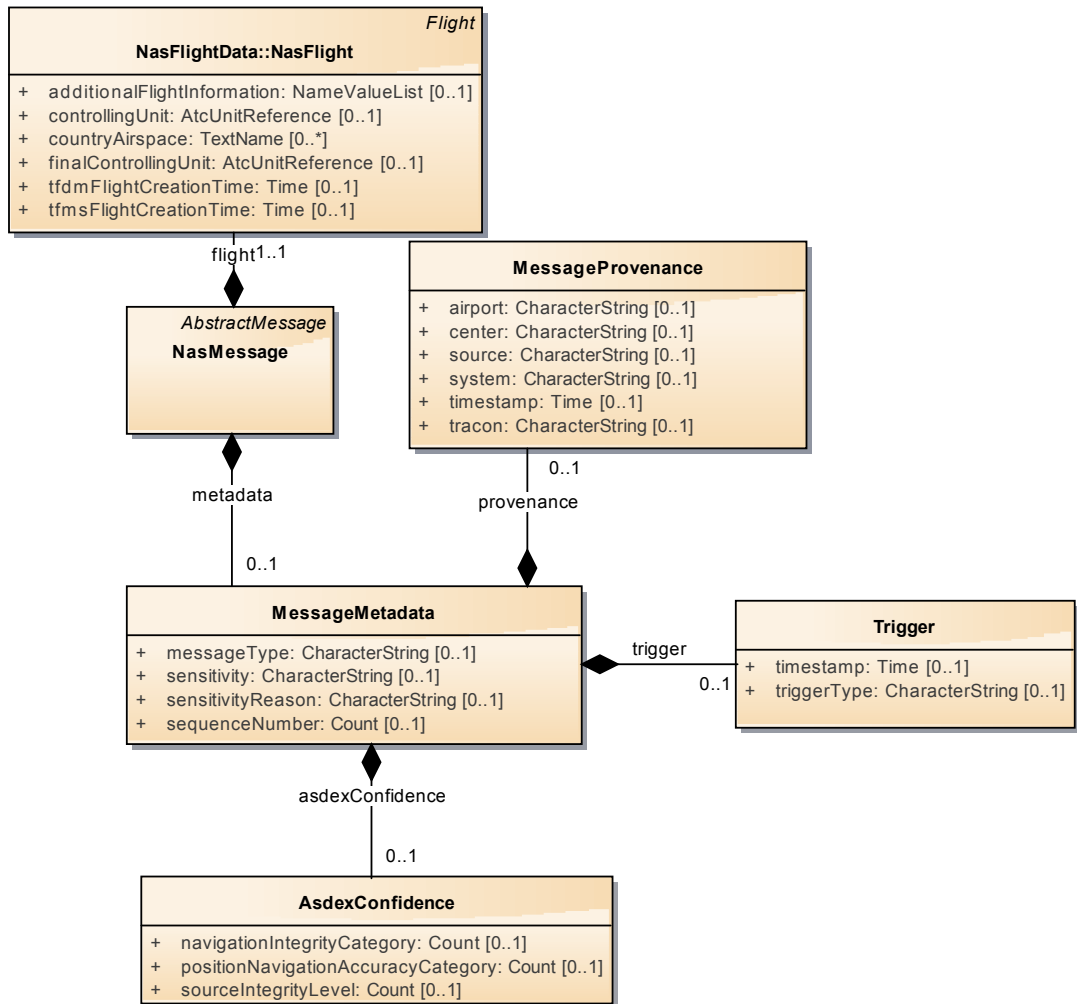 Flight
NasFlightData::NasFlight
+ additionalFlightInformation: NameValueList [0..1]
+ controllingUnit: AtcUnitReference [0..1]
+ countryAirspace: TextName [0..*]
+ finalControllingUnit: AtcUnitReference [0..1]
+ tfdmFlightCreationTime: Time [0..1]
+ tfmsFlightCreationTime: Time [0..1]
flight 1..1
AbstractMessage
NasMessage
MessageProvenance
+ airport: CharacterString [0..1]
+ center: CharacterString [0..1]
+ source: CharacterString [0..1]
+ system: CharacterString [0..1]
+ timestamp: Time [0..1]
+ tracon: CharacterString [0..1]
0..1
metadata
provenance
0..1
MessageMetadata
+ messageType: CharacterString [0..1]
+ sensitivity: CharacterString [0..1]
+ sensitivityReason: CharacterString [0..1]
+ sequenceNumber: Count [0..1]
trigger
0..1
Trigger
+ timestamp: Time [0..1]
+ triggerType: CharacterString [0..1]
asdexConfidence
0..1
AsdexConfidence
+ navigationIntegrityCategory: Count [0..1]
+ positionNavigationAccuracyCategory: Count [0..1]
+ sourceIntegrityLevel: Count [0..1]